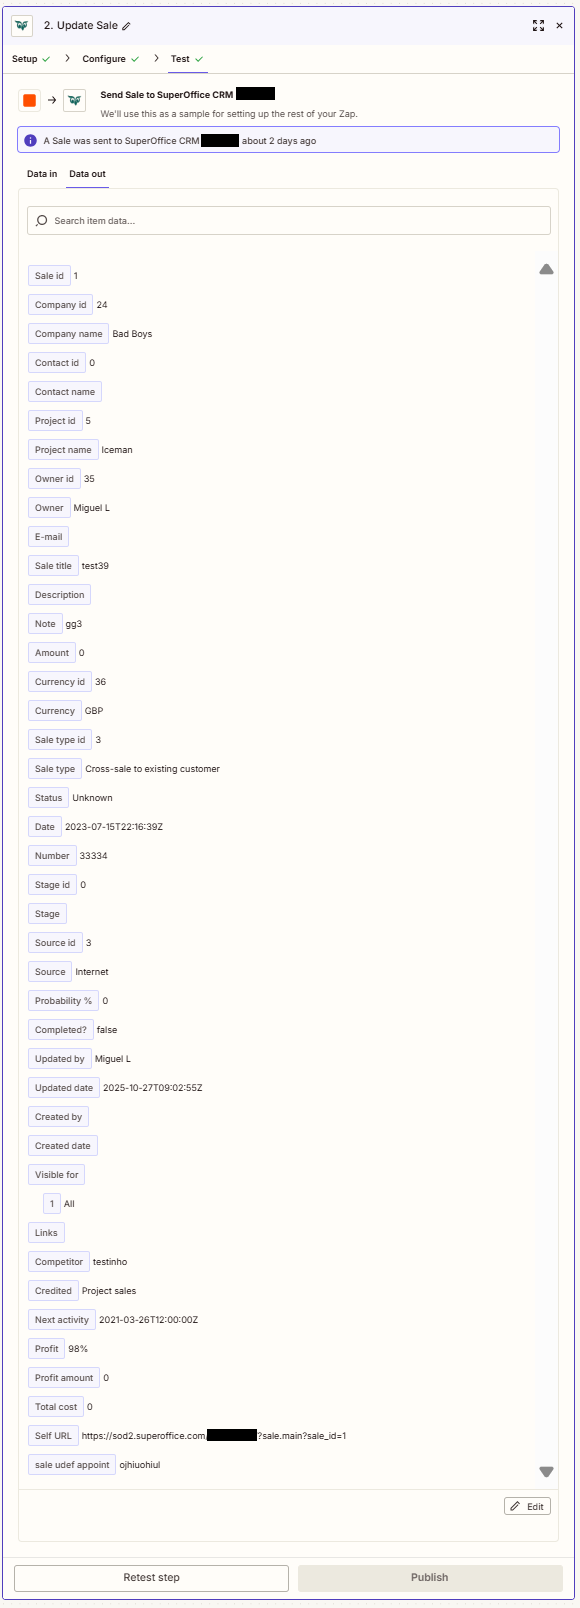 2. Update Sale
Setup Configure Test
Send Sale to SuperOffice CRM
We'll use this as a sample for setting up the rest of your Zap.
A Sale was sent to SuperOffice CRM about 2 days ago
Data in Data out
Search item data...
Sale id 1
Company id 24
Company name Bad Boys
Contact id 0
Contact name
Project id 5
Project name Iceman
Owner id 35
Owner Miguel L
E-mail
Sale title test39
Description
Note gg3
Amount 0
Currency id 36
Currency GBP
Sale type id 3
Sale type Cross-sale to existing customer
Status Unknown
Date 2023-07-15T22:16:39Z
Number 33334
Stage id 0
Stage
Source id 3
Source Internet
Probability % 0
Completed? false
Updated by Miguel L
Updated date 2025-10-27T09:02:55Z
Created by
Created date
Visible for
1 All
Links
Competitor testinho
Credited Project sales
Next activity 2021-03-26T12:00:00Z
Profit 98%
Profit amount 0
Total cost 0
Self URL https://sod2.superoffice.com/ ?sale.main?sale_id=1
sale udef appoint ojhiuohiul
Edit
Retest step Publish